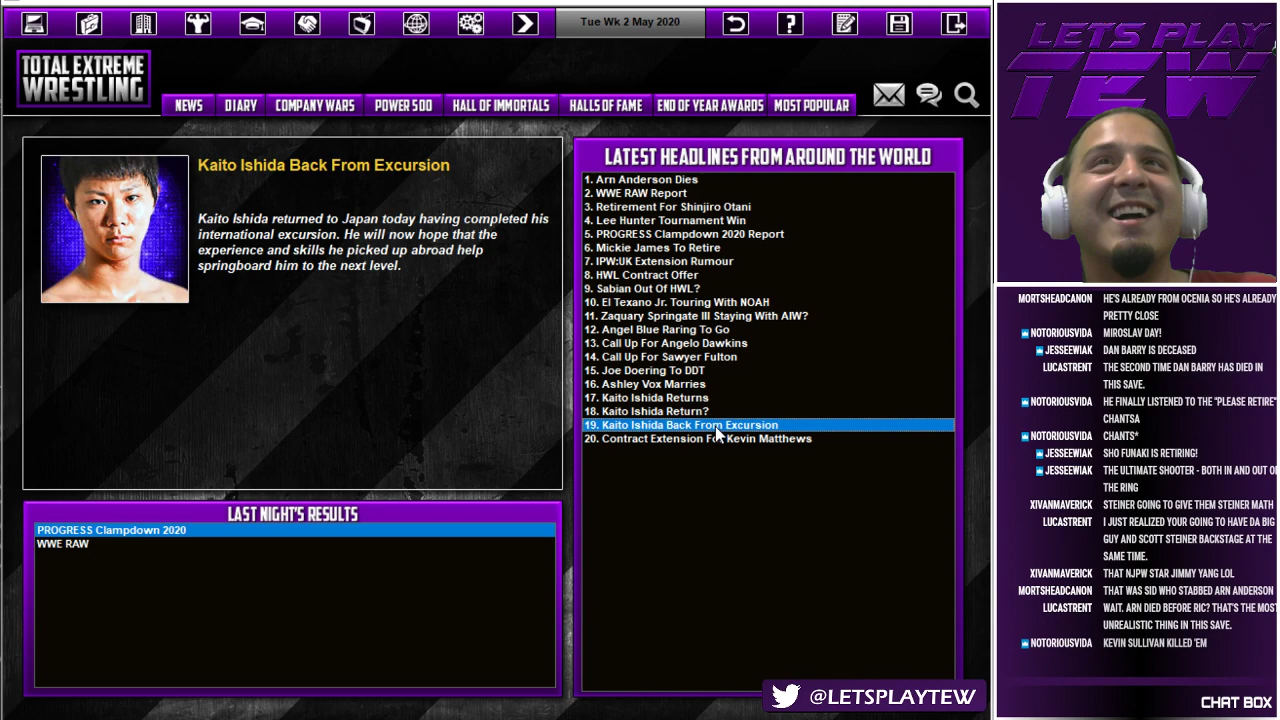 Tue Wk 2 May 2020
TOTAL EXTREME
WRESTLING
NEWS
DIARY
COMPANY WARS
POWER 500
HALL OF IMMORTALS
HALLS OF FAME
END OF YEAR AWARDS
MOST POPULAR
Kaito Ishida Back From Excursion
Kaito Ishida returned to Japan today having completed his
international excursion. He will now hope that the
experience and skills he picked up abroad help
springboard him to the next level.
LAST NIGHT'S RESULTS
PROGRESS Clampdown 2020
WWE RAW
LATEST HEADLINES FROM AROUND THE WORLD
1. Arn Anderson Dies
2. WWE RAW Report
3. Retirement For Shinjiro Otani
4. Lee Hunter Tournament Win
5. PROGRESS Clampdown 2020 Report
6. Mickie James To Retire
7. IPW:UK Extension Rumour
8. HWL Contract Offer
9. Sabian Out Of HWL?
10. El Texano Jr. Touring With NOAH
11. Zaquary Springate III Staying With AIW?
12. Angel Blue Raring To Go
13. Call Up For Angelo Dawkins
14. Call Up For Sawyer Fulton
15. Joe Doering To DDT
16. Ashley Vox Marries
17. Kaito Ishida Returns
18. Kaito Ishida Return?
19. Kaito Ishida Back From Excursion
20. Contract Extension For Kevin Matthews
@LETSPLAYTEW
LETS PLAY
TEW
MORTSHEADCANON HE'S ALREADY FROM OCENIA SO HE'S ALREADY
PRETTY CLOSE
NOTORIOUSVIDA MIROSLAV DAY!
JESSEEWIAK DAN BARRY IS DECEASED
LUCASTRENT THE SECOND TIME DAN BARRY HAS DIED IN
THIS SAVE.
NOTORIOUSVIDA HE FINALLY LISTENED TO THE "PLEASE RETIRE"
CHANTSA
NOTORIOUSVIDA CHANTS*
JESSEEWIAK SHO FUNAKI IS RETIRING!
JESSEEWIAK THE ULTIMATE SHOOTER - BOTH IN AND OUT OF
THE RING
XIVANMAVERICK STEINER GOING TO GIVE THEM STEINER MATH
LUCASTRENT I JUST REALIZED YOUR GOING TO HAVE DA BIG
GUY AND SCOTT STEINER BACKSTAGE AT THE
SAME TIME.
XIVANMAVERICK THAT NJPW STAR JIMMY YANG LOL
MORTSHEADCANON THAT WAS SID WHO STABBED ARN ANDERSON
LUCASTRENT WAIT. ARN DIED BEFORE RIC? THAT'S THE MOST
UNREALISTIC THING IN THIS SAVE.
NOTORIOUSVIDA KEVIN SULLIVAN KILLED 'EM
CHAT BOX